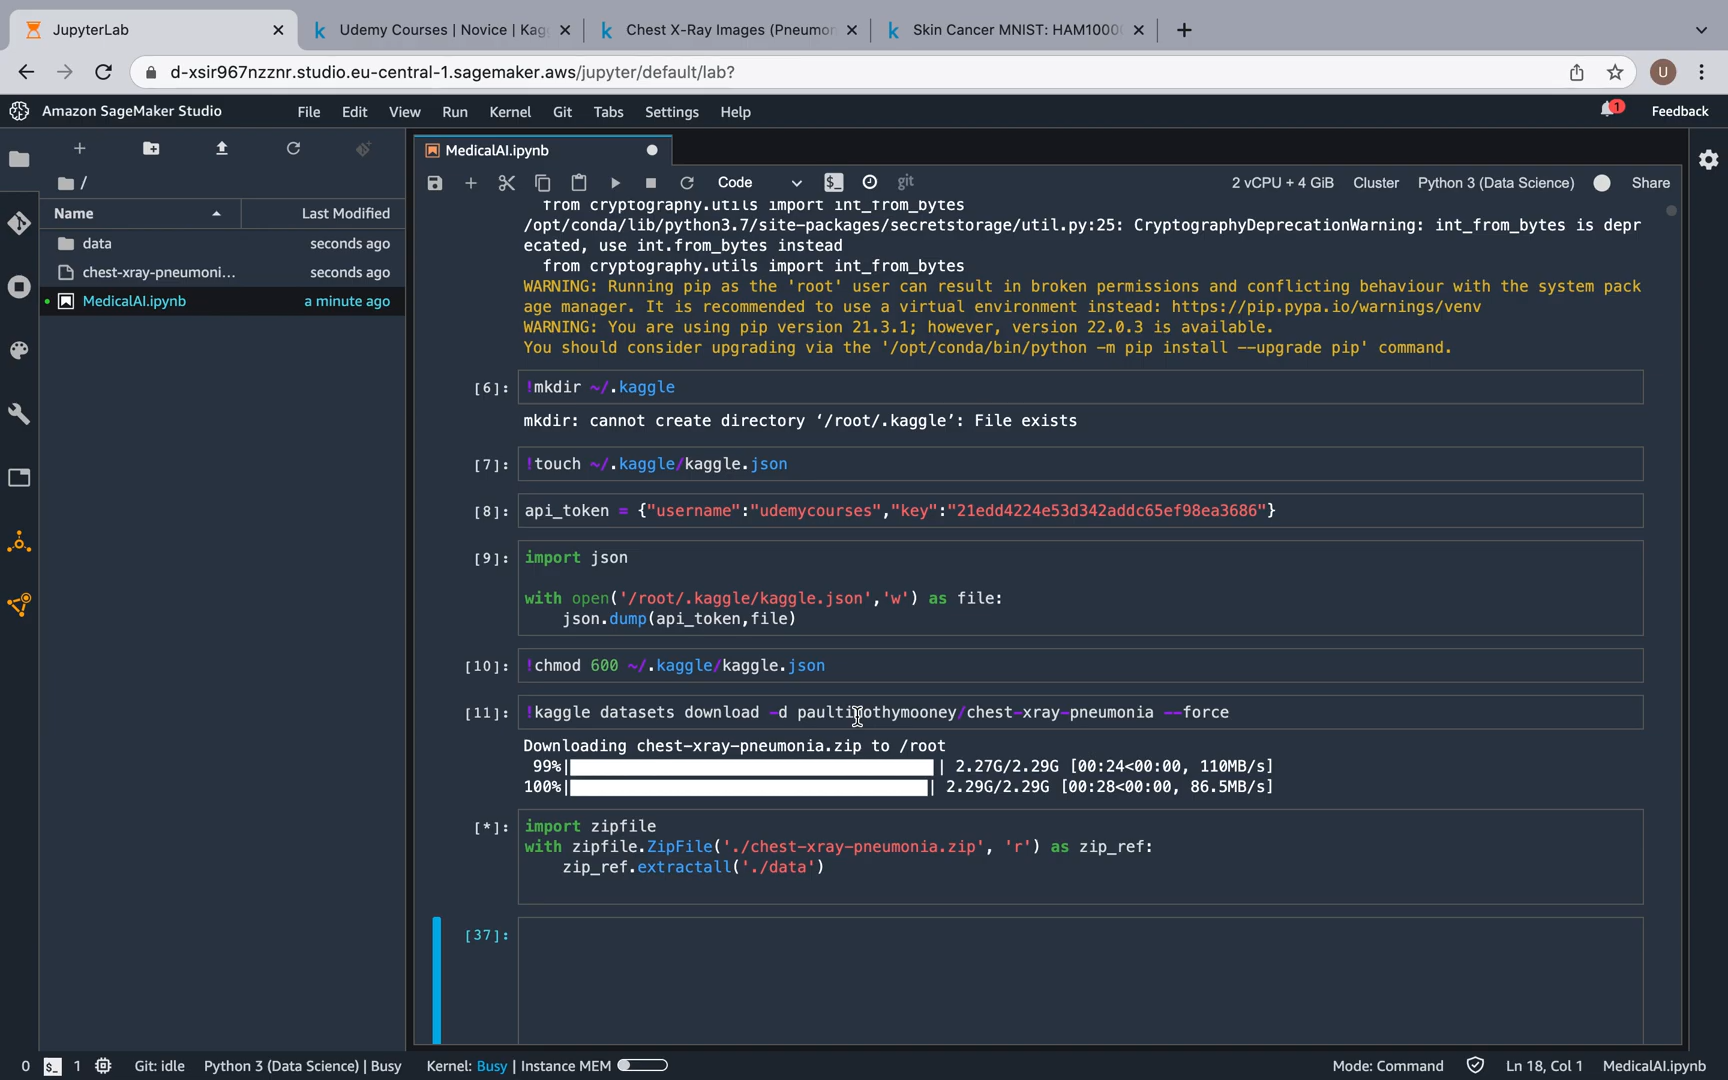 JupyterLab
Udemy Courses | Novice | Kag
Chest X-Ray Images (Pneumon
Skin Cancer MNIST: HAM1000
d-xsir967nzznr.studio.eu-central-1.sagemaker.aws/jupyter/default/lab?
U
Amazon SageMaker Studio
File Edit View Run Kernel Git Tabs Settings Help
1
Feedback
/
Name Last Modified
data seconds ago
chest-xray-pneumoni... seconds ago
MedicalAI.ipynb a minute ago
MedicalAI.ipynb
Code
git
2 vCPU + 4 GiB Cluster Python 3 (Data Science) Share
from cryptography.utils import int_from_bytes
/opt/conda/lib/python3.7/site-packages/secretstorage/util.py:25: CryptographyDeprecationWarning: int_from_bytes is depr
ecated, use int.from_bytes instead
from cryptography.utils import int_from_bytes
WARNING: Running pip as the 'root' user can result in broken permissions and conflicting behaviour with the system pack
age manager. It is recommended to use a virtual environment instead: https://pip.pypa.io/warnings/venv
WARNING: You are using pip version 21.3.1; however, version 22.0.3 is available.
You should consider upgrading via the '/opt/conda/bin/python -m pip install --upgrade pip' command.
[6]: !mkdir ~/.kaggle
mkdir: cannot create directory ‘/root/.kaggle’: File exists
[7]: !touch ~/.kaggle/kaggle.json
[8]: api_token = {"username":"udemycourses","key":"21edd4224e53d342addc65ef98ea3686"}
[9]: import json
with open('/root/.kaggle/kaggle.json','w') as file:
json.dump(api_token,file)
[10]: !chmod 600 ~/.kaggle/kaggle.json
[11]: !kaggle datasets download -d paultimothymooney/chest-xray-pneumonia --force
Downloading chest-xray-pneumonia.zip to /root
99%| | 2.27G/2.29G [00:24<00:00, 110MB/s]
100%| | 2.29G/2.29G [00:28<00:00, 86.5MB/s]
[*]: import zipfile
with zipfile.ZipFile('./chest-xray-pneumonia.zip', 'r') as zip_ref:
zip_ref.extractall('./data')
[37]:
0 1 Git: idle Python 3 (Data Science) | Busy Kernel: Busy | Instance MEM Mode: Command Ln 18, Col 1 MedicalAI.ipynb